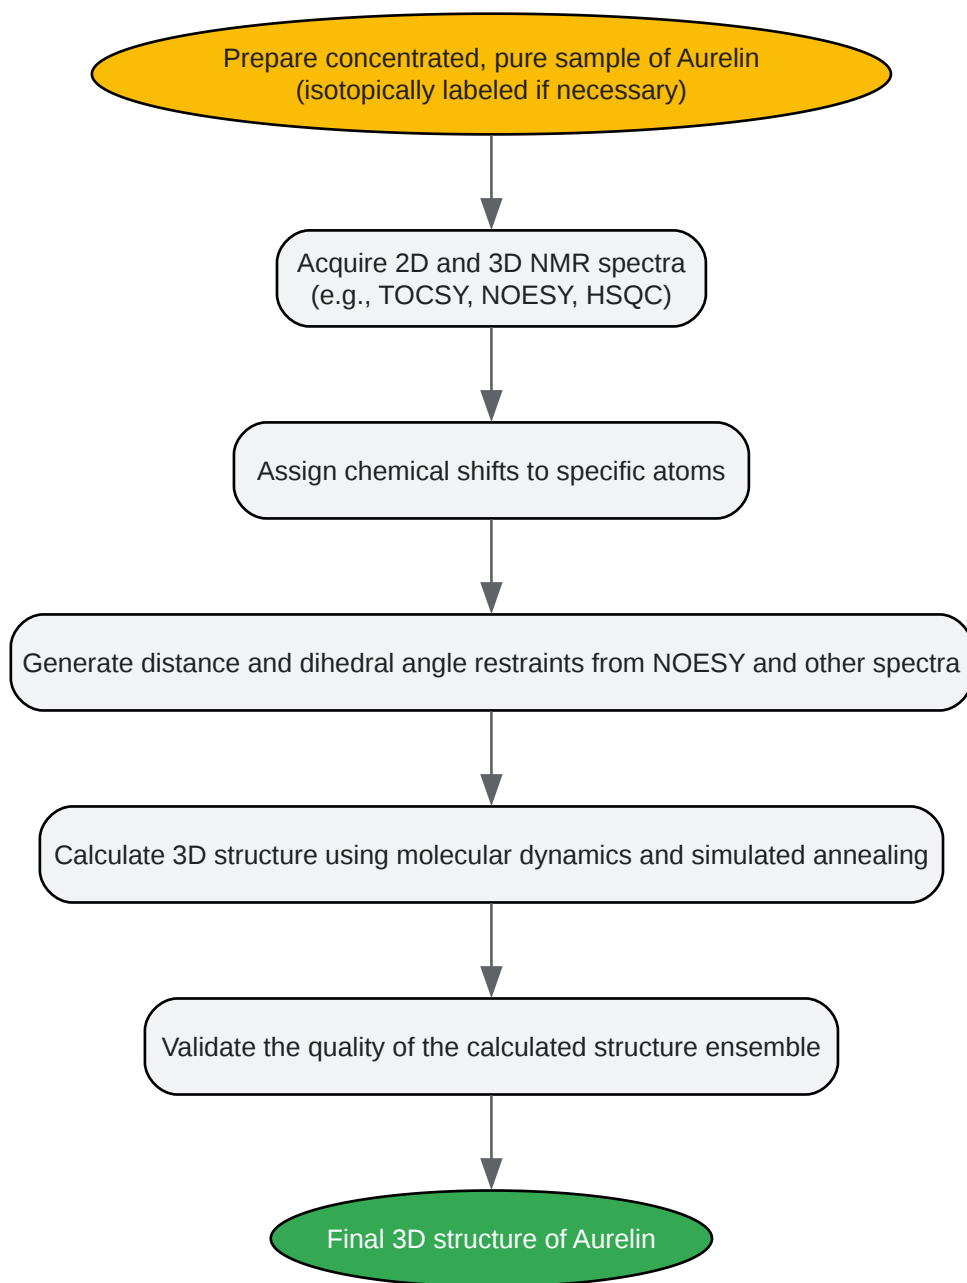 Prepare concentrated, pure sample of Aurelin
(isotopically labeled if necessary)
Acquire 2D and 3D NMR spectra
(e.g., TOCSY, NOESY, HSQC)
Assign chemical shifts to specific atoms
Generate distance and dihedral angle restraints from NOESY and other spectra
Calculate 3D structure using molecular dynamics and simulated annealing
Validate the quality of the calculated structure ensemble
Final 3D structure of Aurelin